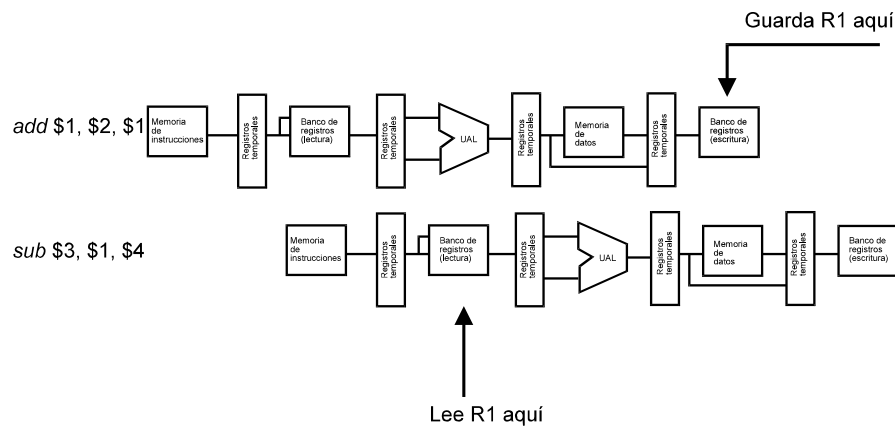 Guarda R1 aquí
add $1, $2, $1
Memoria
de
instrucciones
Registros
temporales
Banco de
registros
(lectura)
Registros
temporales
UAL
Registros
temporales
Memoria
de
datos
Registros
temporales
Banco de
registros
(escritura)
sub $3, $1, $4
Memoria
de
instrucciones
Registros
temporales
Banco de
registros
(lectura)
Registros
temporales
UAL
Registros
temporales
Memoria
de
datos
Registros
temporales
Banco de
registros
(escritura)
Lee R1 aquí